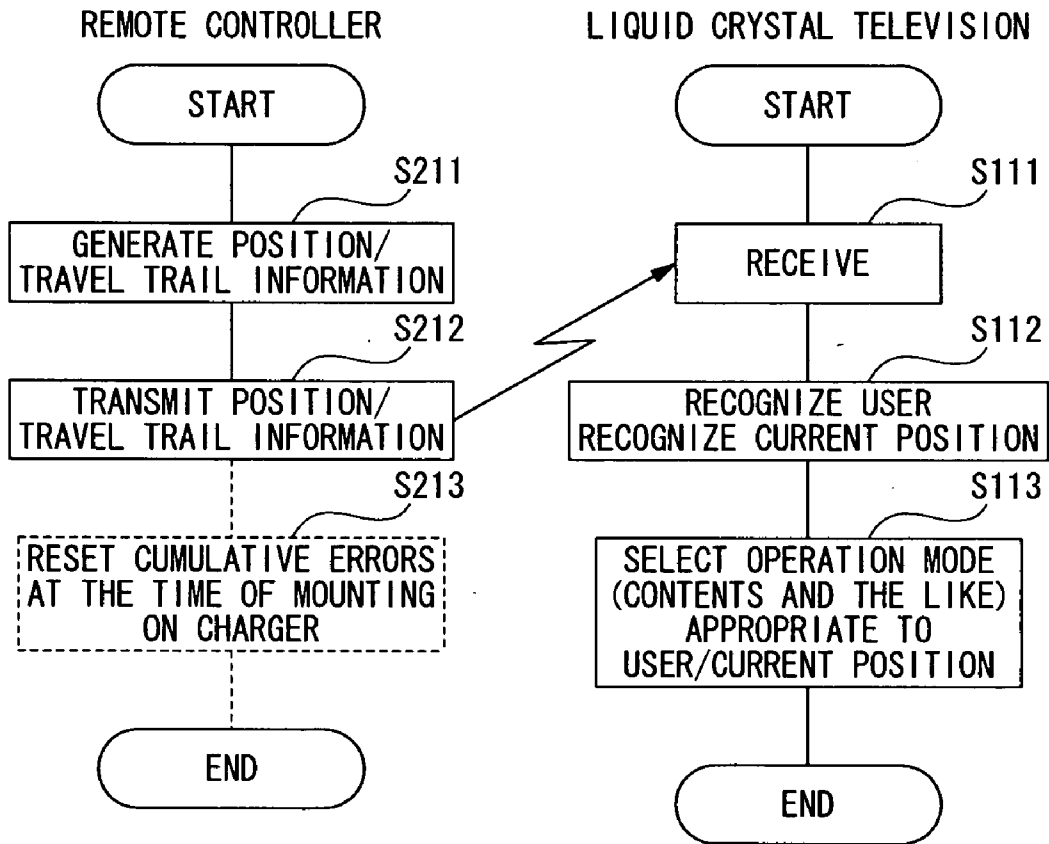 REMOTE CONTROLLER
START
S211
GENERATE POSITION/
TRAVEL TRAIL INFORMATION
S212
TRANSMIT POSITION/
TRAVEL TRAIL INFORMATION
S213
RESET CUMULATIVE ERRORS
AT THE TIME OF MOUNTING
ON CHARGER
END
LIQUID CRYSTAL TELEVISION
START
S111
RECEIVE
S112
RECOGNIZE USER
RECOGNIZE CURRENT POSITION
S113
SELECT OPERATION MODE
(CONTENTS AND THE LIKE)
APPROPRIATE TO
USER/CURRENT POSITION
END